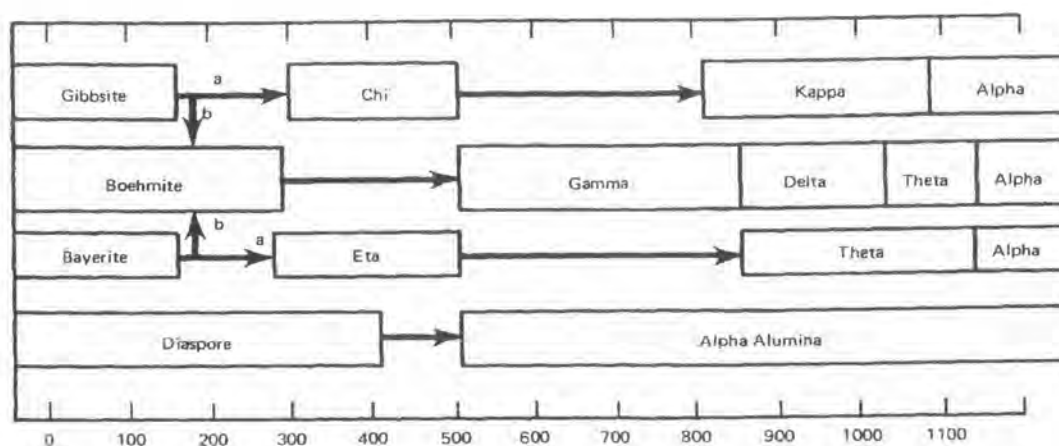 a
Gibbsite Chi Kappa Alpha
b
Boehmite Gamma Delta Theta Alpha
b
a
Bayerite Eta Theta Alpha
Diaspore Alpha Alumina
0 100 200 300 400 500 600 700 800 900 1000 1100